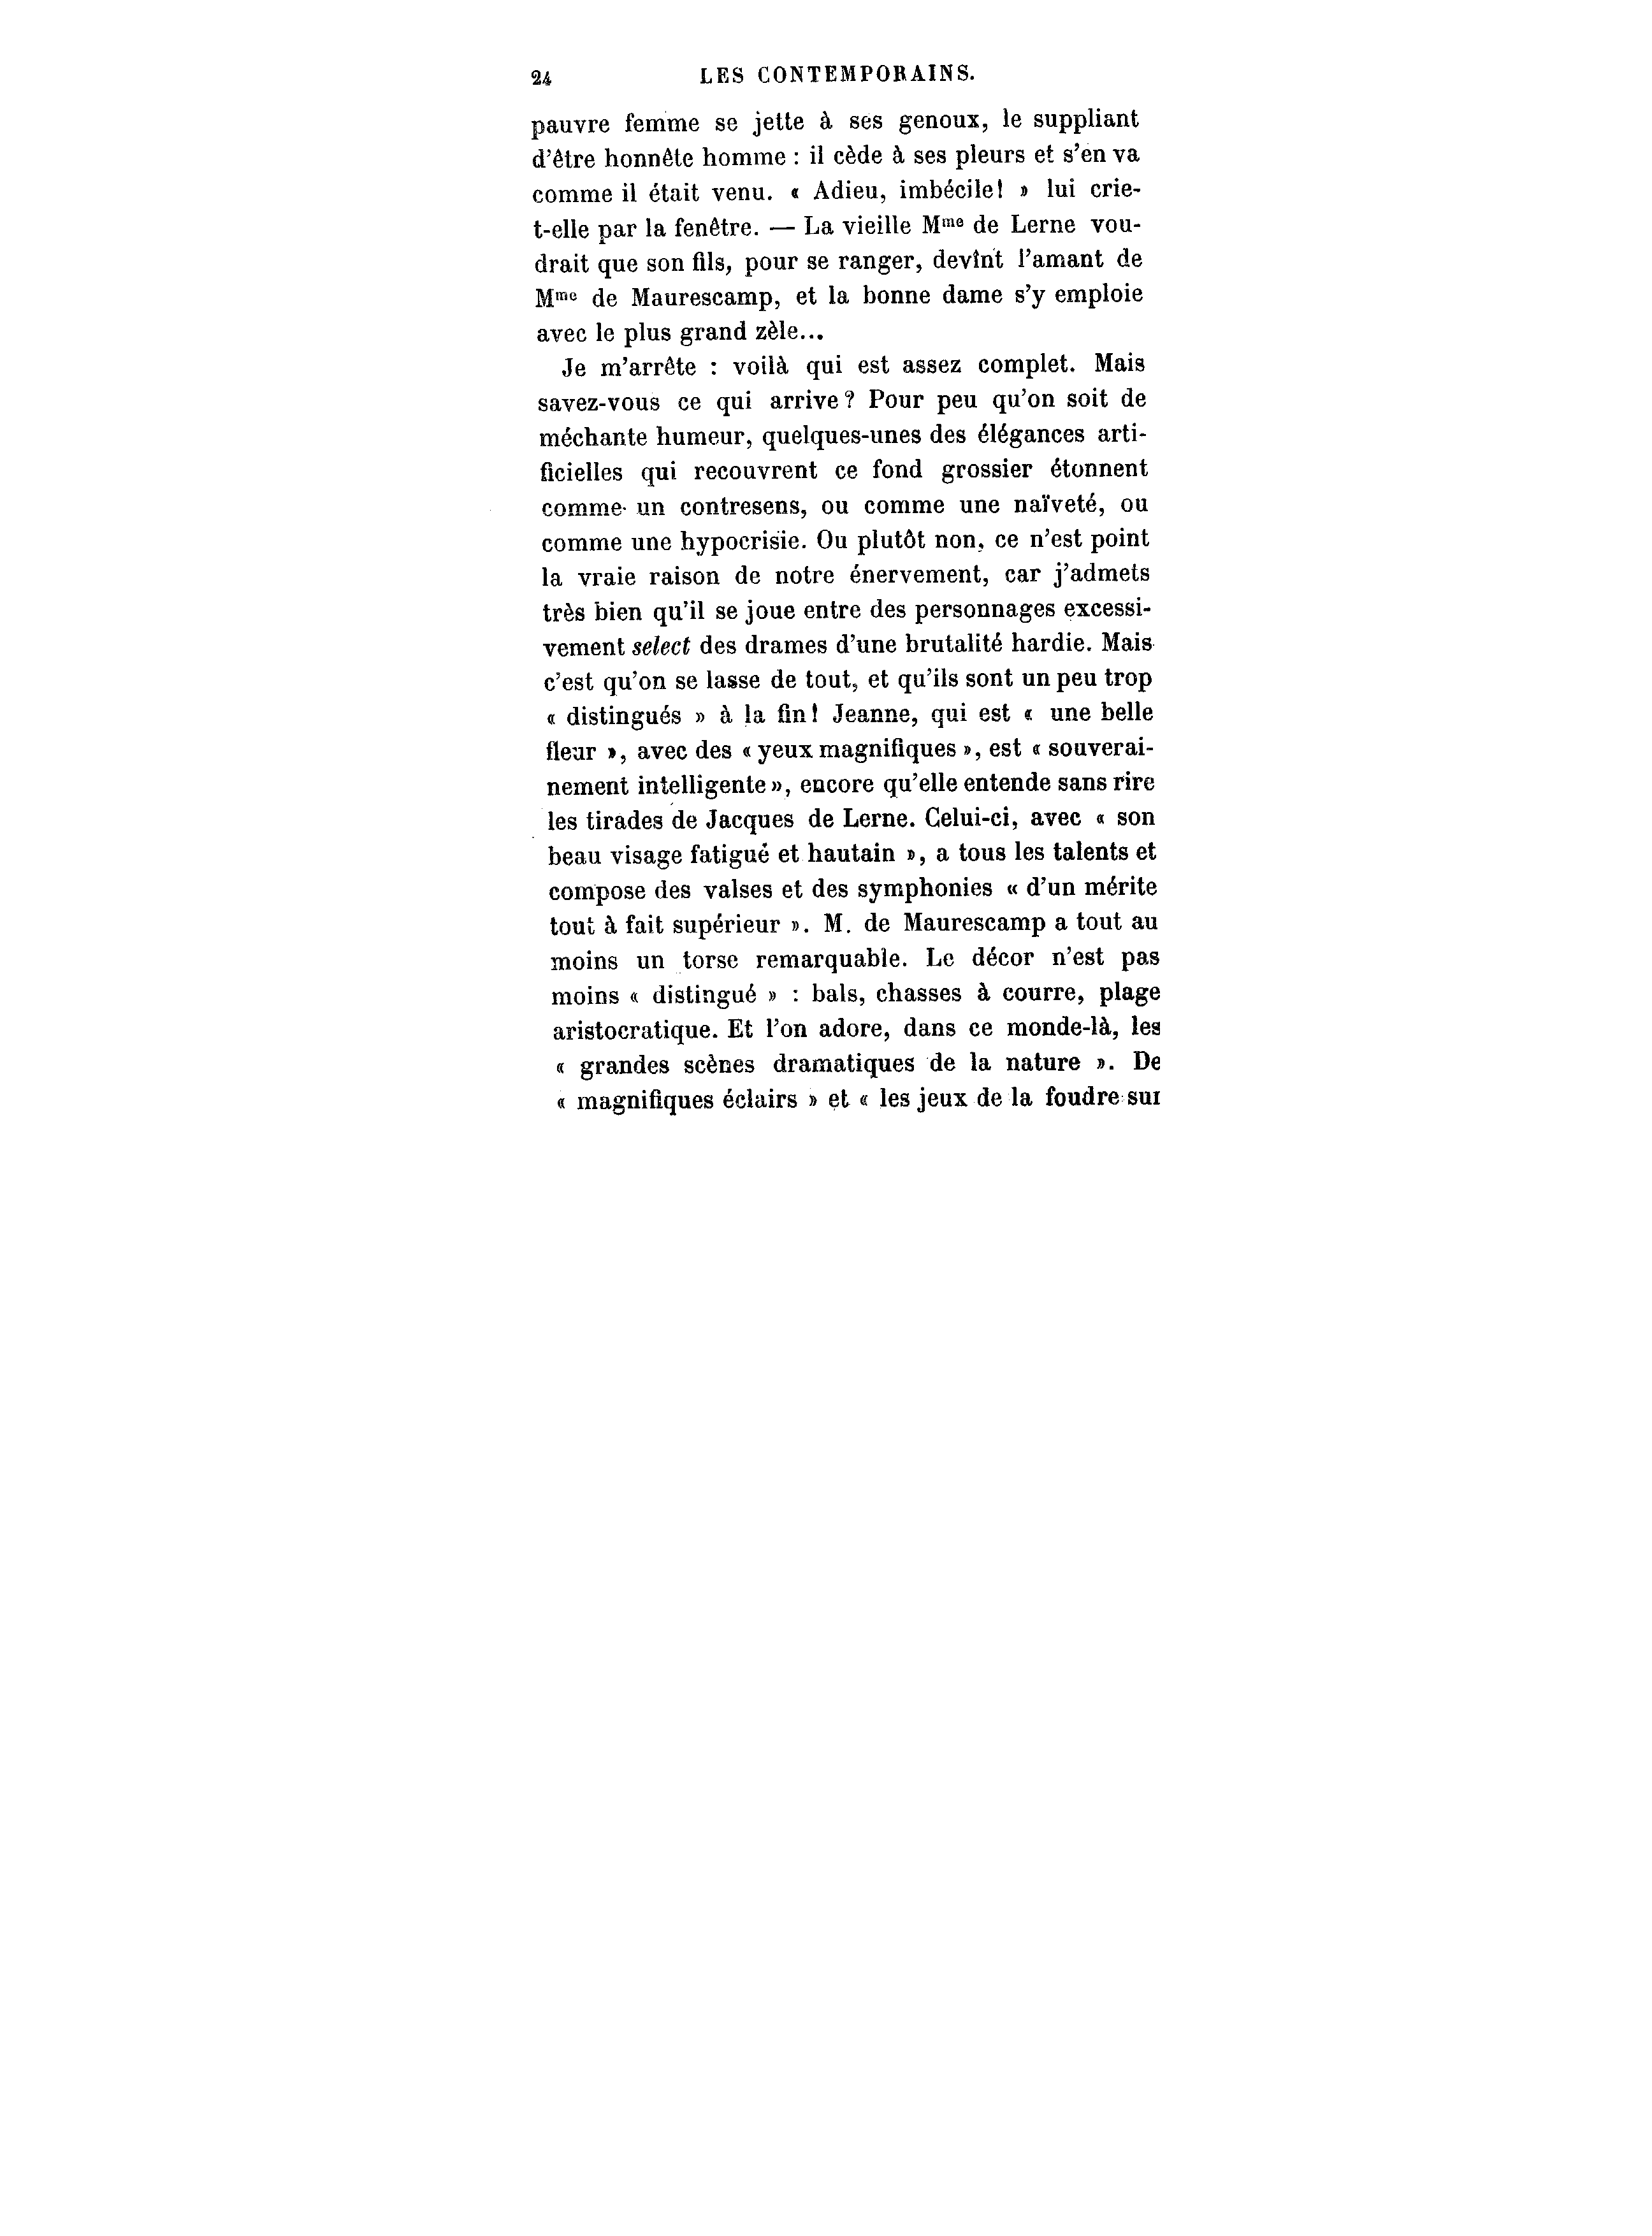 24 LES CONTEMPORAINS.
pauvre femme se jette à ses genoux, le suppliant
d'être honnête homme : il cède à ses pleurs et s'en va
comme il était venu. « Adieu, imbécile! » lui crie-
t-elle par la fenêtre. — La vieille Mme de Lerne vou-
drait que son fils, pour se ranger, devînt l'amant de
Mme de Maurescamp, et la bonne dame s'y emploie
avec le plus grand zèle...
Je m'arrête : voilà qui est assez complet. Mais
savez-vous ce qui arrive ? Pour peu qu'on soit de
méchante humeur, quelques-unes des élégances arti-
ficielles qui recouvrent ce fond grossier étonnent
comme un contresens, ou comme une naïveté, ou
comme une hypocrisie. Ou plutôt non, ce n'est point
la vraie raison de notre énervement, car j'admets
très bien qu'il se joue entre des personnages excessi-
vement select des drames d'une brutalité hardie. Mais
c'est qu'on se lasse de tout, et qu'ils sont un peu trop
« distingués » à la fin! Jeanne, qui est « une belle
fleur », avec des « yeux magnifiques », est « souverai-
nement intelligente », encore qu'elle entende sans rire
les tirades de Jacques de Lerne. Celui-ci, avec « son
beau visage fatigué et hautain », a tous les talents et
compose des valses et des symphonies « d'un mérite
tout à fait supérieur ». M. de Maurescamp a tout au
moins un torse remarquable. Le décor n'est pas
moins « distingué » : bals, chasses à courre, plage
aristocratique. Et l'on adore, dans ce monde-là, les
« grandes scènes dramatiques de la nature ». De
« magnifiques éclairs » et « les jeux de la foudre sur